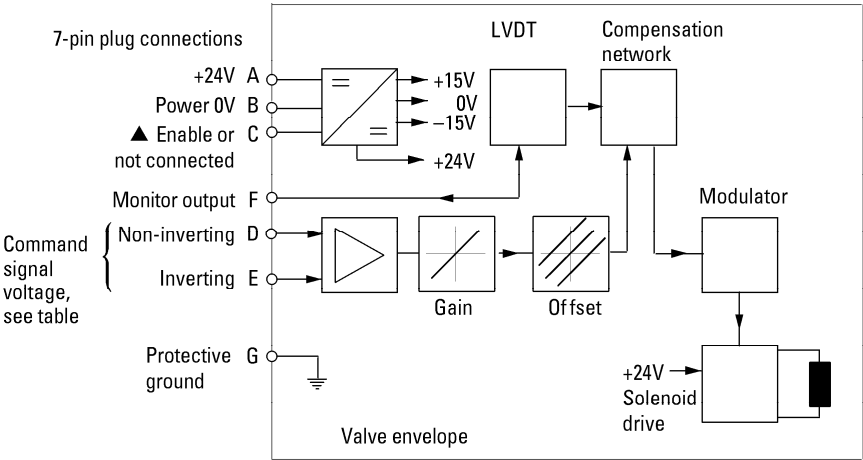 7-pin plug connections
LVDT
Compensation
network
+24V A
Power 0V B
▲ Enable or C
not connected
+15V
0V
–15V
+24V
Monitor output F
Command
signal
voltage,
see table
Non-inverting D
Inverting E
Gain
Offset
Modulator
Protective G
ground
+24V
Solenoid
drive
Valve envelope